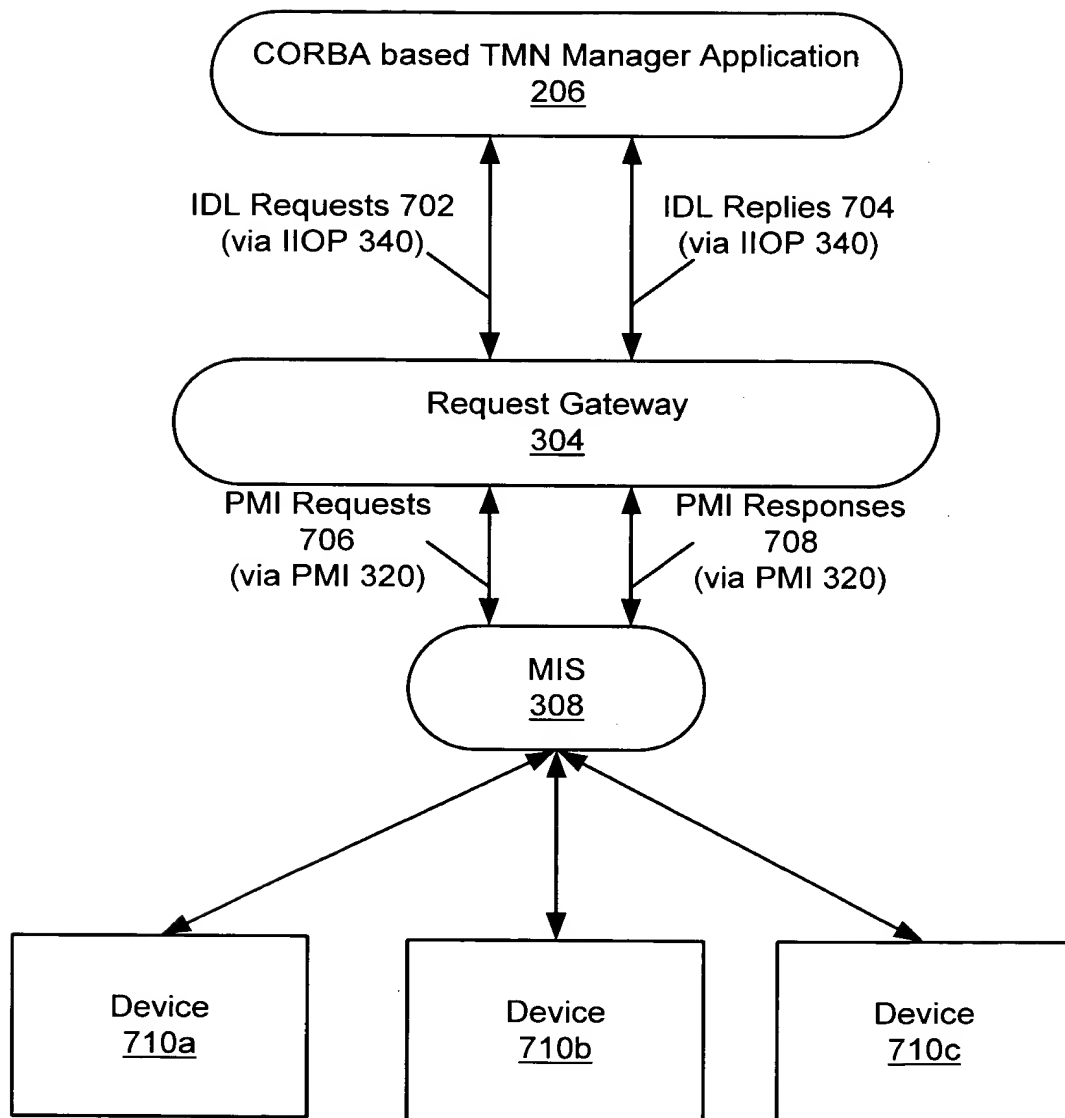 CORBA based TMN Manager Application
206
IDL Requests 702
(via IIOP 340)
IDL Replies 704
(via IIOP 340)
Request Gateway
304
PMI Requests
706
(via PMI 320)
PMI Responses
708
(via PMI 320)
MIS
308
Device
710a
Device
710b
Device
710c